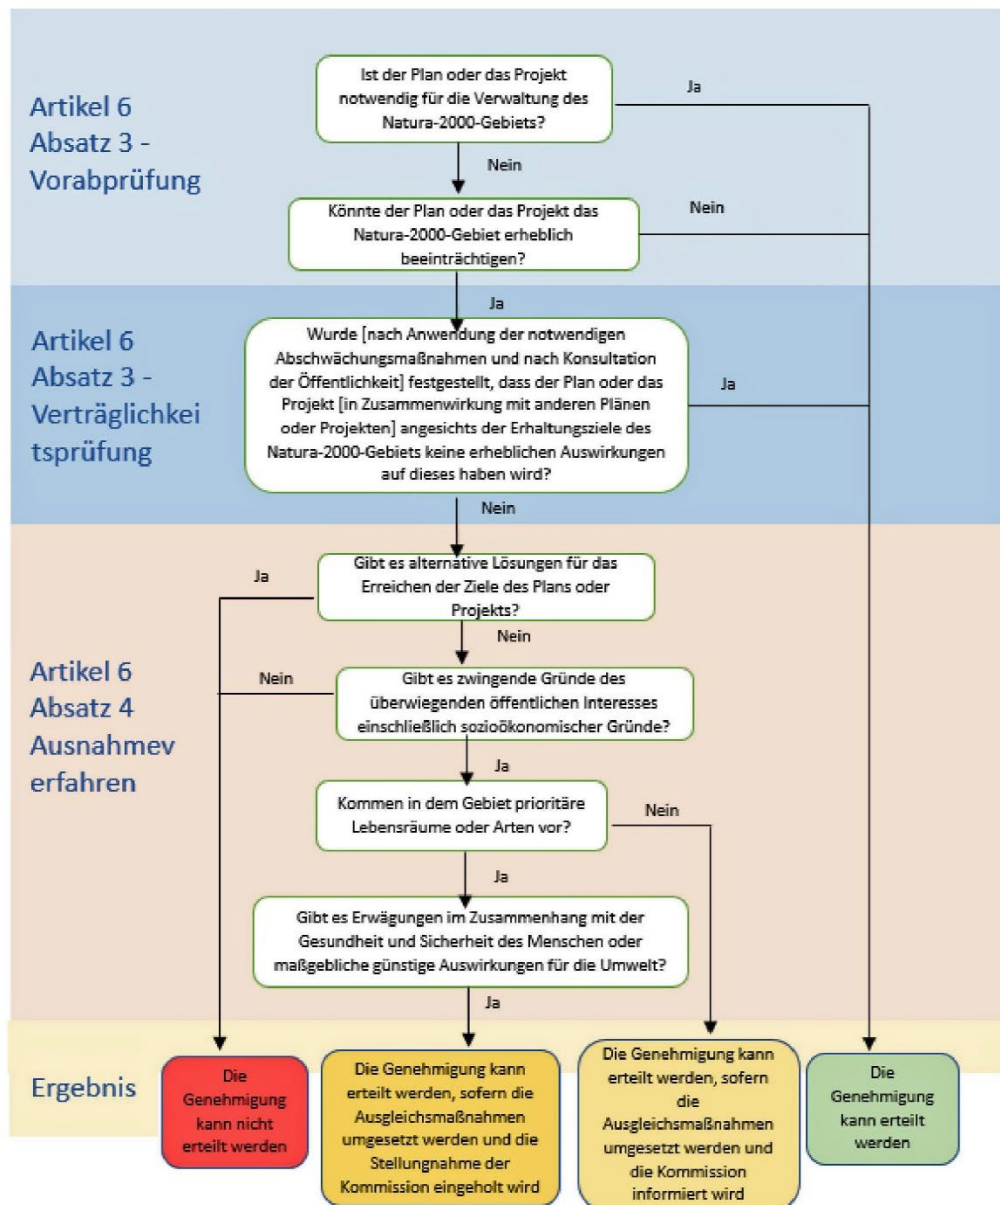 Artikel 6
Absatz 3 -
Vorabprüfung
Ist der Plan oder das Projekt
notwendig für die Verwaltung des
Natura-2000-Gebiets?
Ja
Nein
Könnte der Plan oder das Projekt das
Natura-2000-Gebiet erheblich
beeinträchtigen?
Nein
Ja
Artikel 6
Absatz 3 -
Verträglichkei
tsprüfung
Wurde [nach Anwendung der notwendigen
Abschwächungsmaßnahmen und nach Konsultation
der Öffentlichkeit] festgestellt, dass der Plan oder das
Projekt [in Zusammenwirkung mit anderen Plänen
oder Projekten] angesichts der Erhaltungsziele des
Natura-2000-Gebiets keine erheblichen Auswirkungen
auf dieses haben wird?
Ja
Nein
Artikel 6
Absatz 4
Ausnahmev
erfahren
Gibt es alternative Lösungen für das
Erreichen der Ziele des Plans oder
Projekts?
Ja
Nein
Gibt es zwingende Gründe des
überwiegenden öffentlichen Interesses
einschließlich sozioökonomischer Gründe?
Nein
Ja
Kommen in dem Gebiet prioritäre
Lebensräume oder Arten vor?
Nein
Ja
Gibt es Erwägungen im Zusammenhang mit der
Gesundheit und Sicherheit des Menschen oder
maßgebliche günstige Auswirkungen für die Umwelt?
Ja
Ergebnis
Die
Genehmigung
kann nicht
erteilt werden
Die Genehmigung kann
erteilt werden, sofern die
Ausgleichsmaßnahmen
umgesetzt werden und die
Stellungnahme der
Kommission eingeholt wird
Die Genehmigung kann
erteilt werden, sofern
die
Ausgleichsmaßnahmen
umgesetzt werden und
die Kommission
informiert wird
Die
Genehmigung
kann erteilt
werden